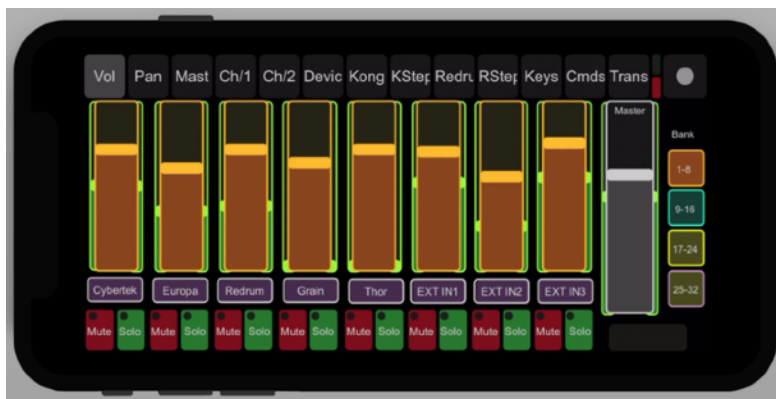 Vol Pan Mast Ch/1 Ch/2 Devic Kong KStep Redru RStep Keys Cmds Trans
Master
Bank
1-8
9-16
17-24
25-32
Cybertek Europa Redrum Grain Thor EXT IN1 EXT IN2 EXT IN3
Mute Solo Mute Solo Mute Solo Mute Solo Mute Solo Mute Solo Mute Solo Mute Solo